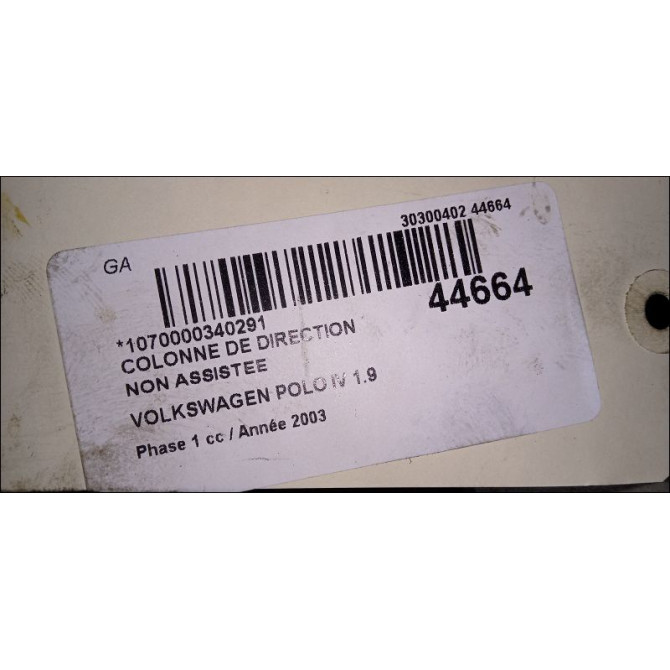 30300402 44664
GA
44664
*1070000340291
COLONNE DE DIRECTION
NON ASSISTEE
VOLKSWAGEN POLO IV 1.9
Phase 1 cc / Année 2003